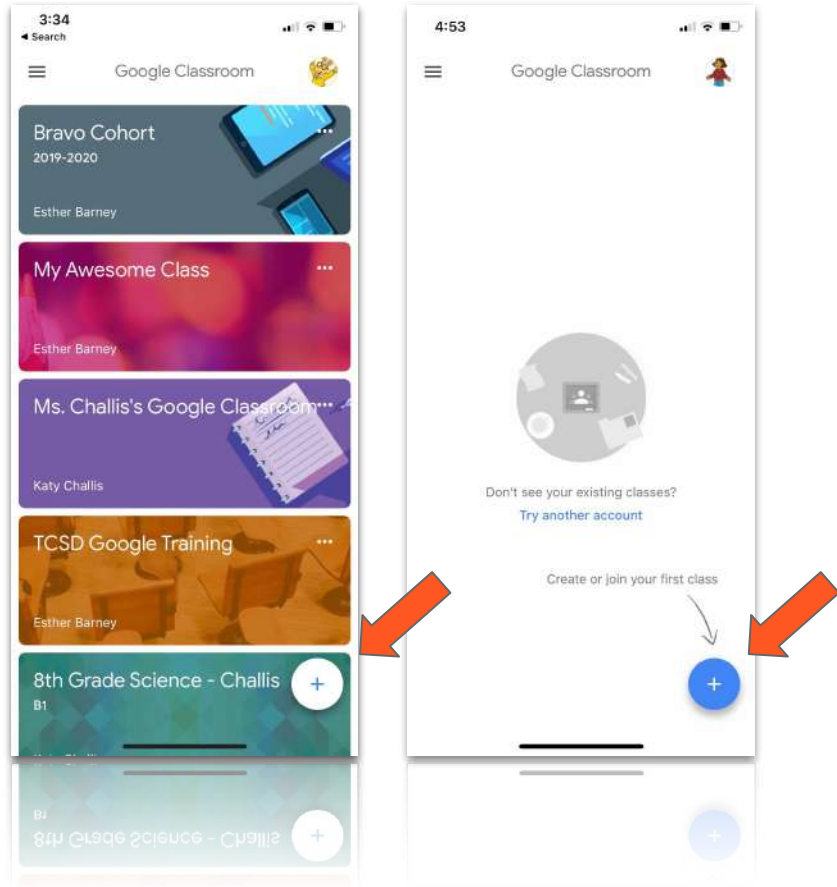 3:34
◀ Search
Google Classroom
Bravo Cohort
2019-2020
Esther Barney
My Awesome Class
Esther Barney
Ms. Challis's Google Classroom
Katy Challis
TCSD Google Training
Esther Barney
8th Grade Science - Challis
B1
+
4:53
Google Classroom
Don't see your existing classes?
Try another account
Create or join your first class
+